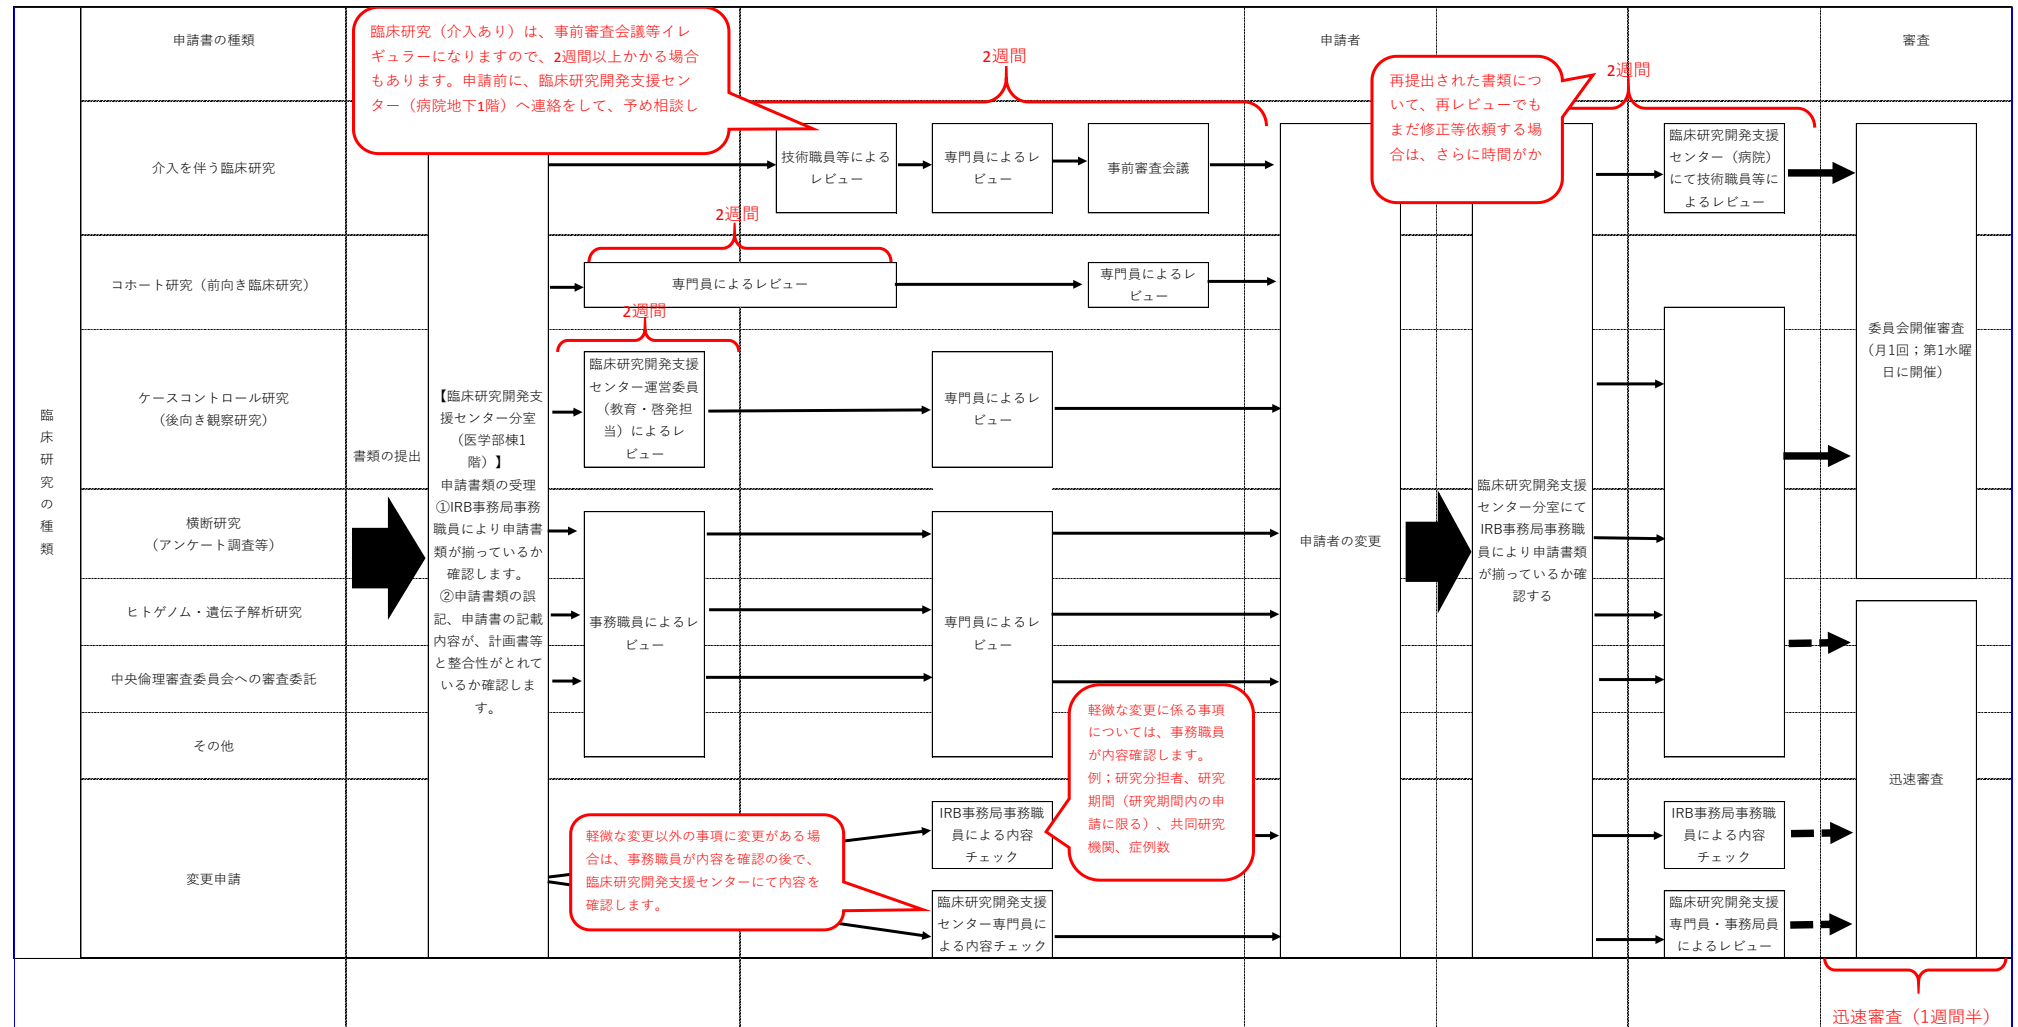 申請書の種類
申請者
審査
臨床研究（介入あり）は、事前審査会議等イレ
ギュラーになりますので、2週間以上かかる場合
もあります。申請前に、臨床研究開発支援セン
ター（病院地下1階）へ連絡をして、予め相談し
2週間
再提出された書類につ
いて、再レビューでも
まだ修正等依頼する場
合は、さらに時間がか
2週間
臨
床
研
究
の
種
類
介入を伴う臨床研究
技術職員等による
レビュー
専門員によるレ
ビュー
事前審査会議
臨床研究開発支援
センター（病院）
にて技術職員等に
よるレビュー
2週間
コホート研究（前向き臨床研究）
専門員によるレビュー
専門員によるレ
ビュー
2週間
ケースコントロール研究
（後向き観察研究）
臨床研究開発支援
センター運営委員
（教育・啓発担
当）によるレ
ビュー
専門員によるレ
ビュー
委員会開催審査
（月1回；第1水曜
日に開催）
書類の提出
【臨床研究開発支
援センター分室
（医学部棟1
階）】
申請書類の受理
①IRB事務局事務
職員により申請書
類が揃っているか
確認します。
②申請書類の誤
記、申請書の記載
内容が、計画書等
と整合性がとれて
いるか確認しま
す。
横断研究
（アンケート調査等）
申請者の変更
臨床研究開発支援
センター分室にて
IRB事務局事務職
員により申請書類
が揃っているか確
認する
ヒトゲノム・遺伝子解析研究
事務職員によるレ
ビュー
専門員によるレ
ビュー
中央倫理審査委員会への審査委託
その他
軽微な変更に係る事項
については、事務職員
が内容確認します。
例；研究分担者、研究
期間（研究期間内の申
請に限る）、共同研究
機関、症例数
迅速審査
変更申請
軽微な変更以外の事項に変更がある場
合は、事務職員が内容を確認の後で、
臨床研究開発支援センターにて内容を
確認します。
IRB事務局事務職
員による内容
チェック
IRB事務局事務職
員による内容
チェック
臨床研究開発支援
センター専門員に
よる内容チェック
臨床研究開発支援
専門員・事務局員
によるレビュー
迅速審査（1週間半）